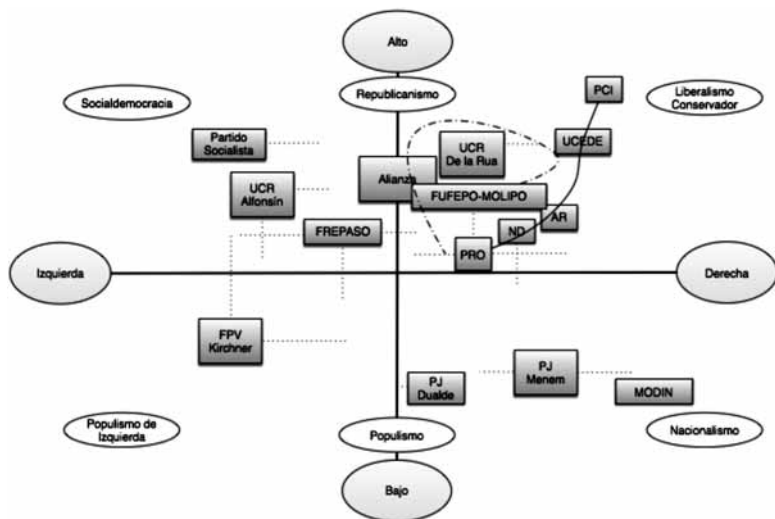 Alto
Socialdemocracia
Republicanismo
PCI
Liberalismo
Conservador
Partido
Socialista
UCR
De la Rua
UCEDE
Alianza
UCR
Alfonsín
FUFEPO-MOLIPO
AR
FREPASO
ND
PRO
Izquierda
Derecha
FPV
Kirchner
PJ
Menem
PJ
Dualde
MODIN
Populismo de
Izquierda
Populismo
Nacionalismo
Bajo